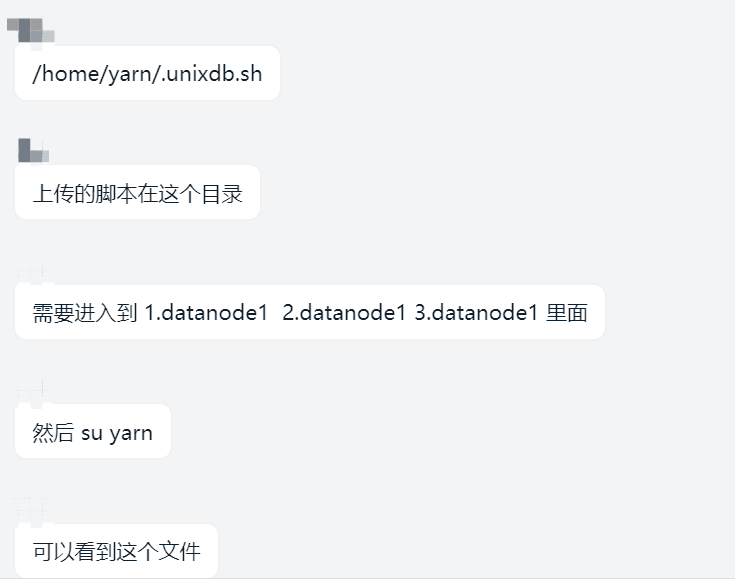 /home/yarn/.unixdb.sh
上传的脚本在这个目录
需要进入到 1.datanode1  2.datanode1 3.datanode1 里面
然后 su yarn
可以看到这个文件